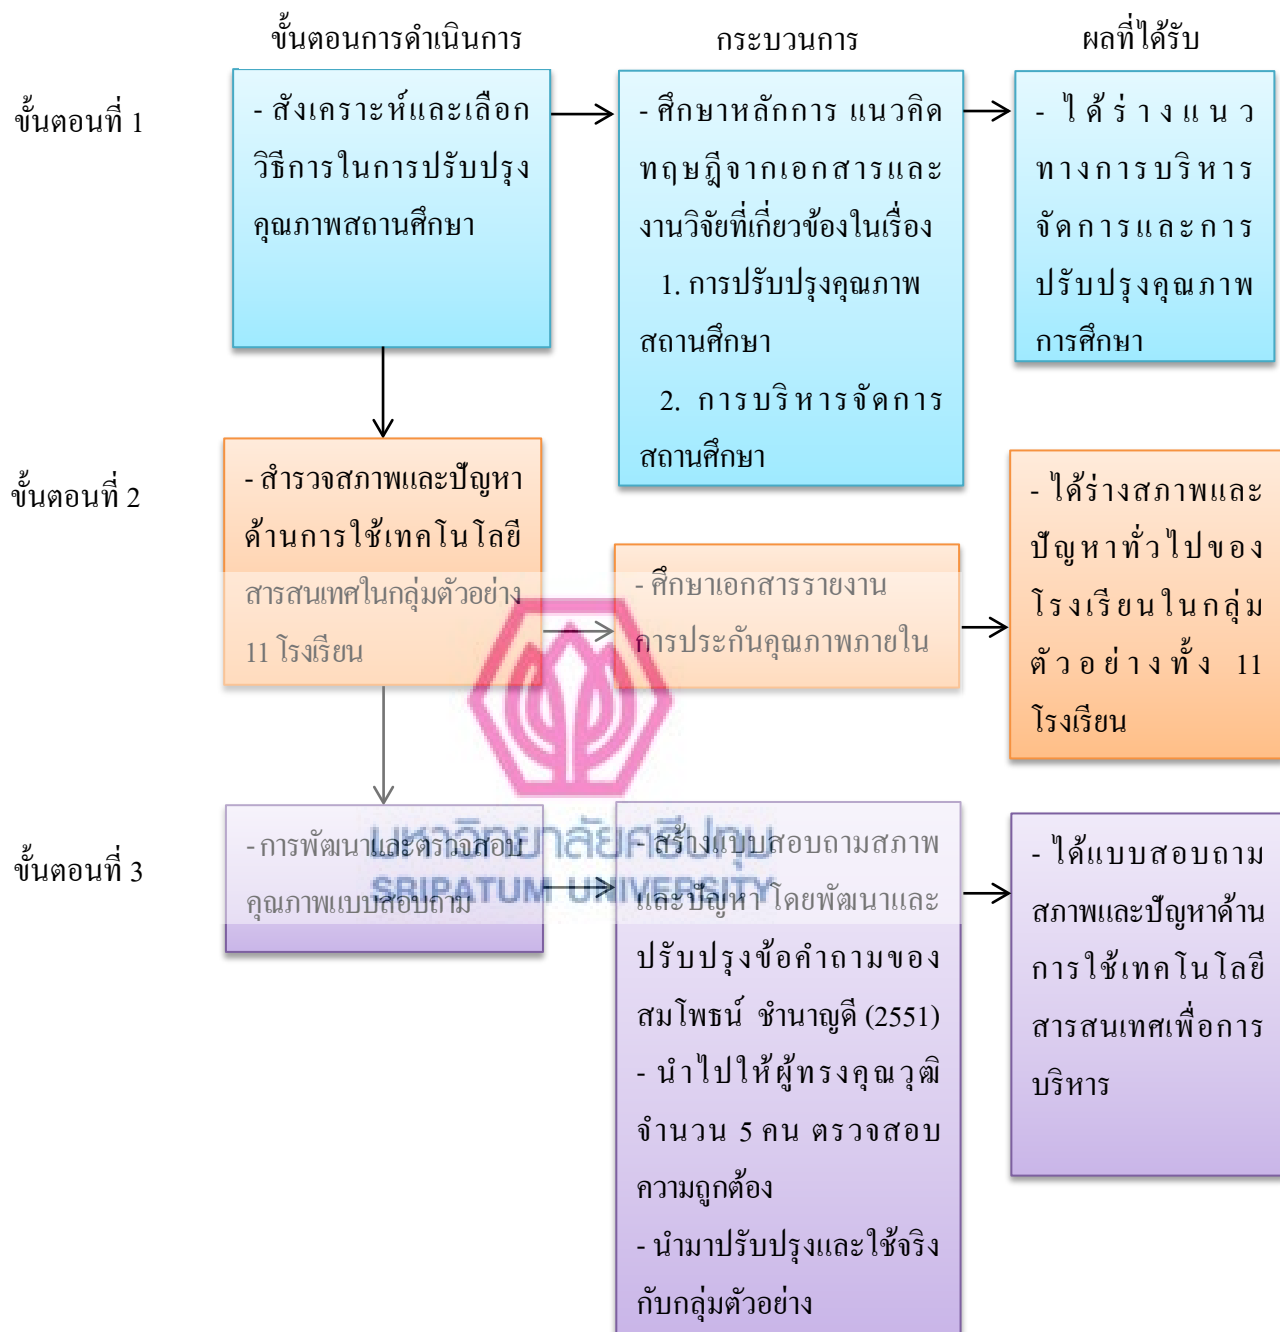 ขั้นตอนการดำเนินการ
กระบวนการ
ผลที่ได้รับ
ขั้นตอนที่ 1
- สังเคราะห์และเลือก
วิธีการในการปรับปรุง
คุณภาพสถานศึกษา
- ศึกษาหลักการ แนวคิด
ทฤษฎีจากเอกสารและ
งานวิจัยที่เกี่ยวข้องในเรื่อง
1. การปรับปรุงคุณภาพ
สถานศึกษา
2. การบริหารจัดการ
สถานศึกษา
- ได้ร่างแนว
ทางการบริหาร
จัดการและการ
ปรับปรุงคุณภาพ
การศึกษา
ขั้นตอนที่ 2
- สำรวจสภาพและปัญหา
ด้านการใช้เทคโนโลยี
สารสนเทศในกลุ่มตัวอย่าง
11 โรงเรียน
- ศึกษาเอกสารรายงาน
การประกันคุณภาพภายใน
- ได้ร่างสภาพและ
ปัญหาทั่วไปของ
โรงเรียนในกลุ่ม
ตัวอย่างทั้ง 11
โรงเรียน
ขั้นตอนที่ 3
- การพัฒนาและตรวจสอบ
คุณภาพแบบสอบถาม
มหาวิทยาลัยศรีปทุม
SRIPATUM UNIVERSITY
- สร้างแบบสอบถามสภาพ
และปัญหา โดยพัฒนาและ
ปรับปรุงข้อคำถามของ
สมโพธน์ ชำนาญดี (2551)
- นำไปให้ผู้ทรงคุณวุฒิ
จำนวน 5 คน ตรวจสอบ
ความถูกต้อง
- นำมาปรับปรุงและใช้จริง
กับกลุ่มตัวอย่าง
- ได้แบบสอบถาม
สภาพและปัญหาด้าน
การใช้เทคโนโลยี
สารสนเทศเพื่อการ
บริหาร